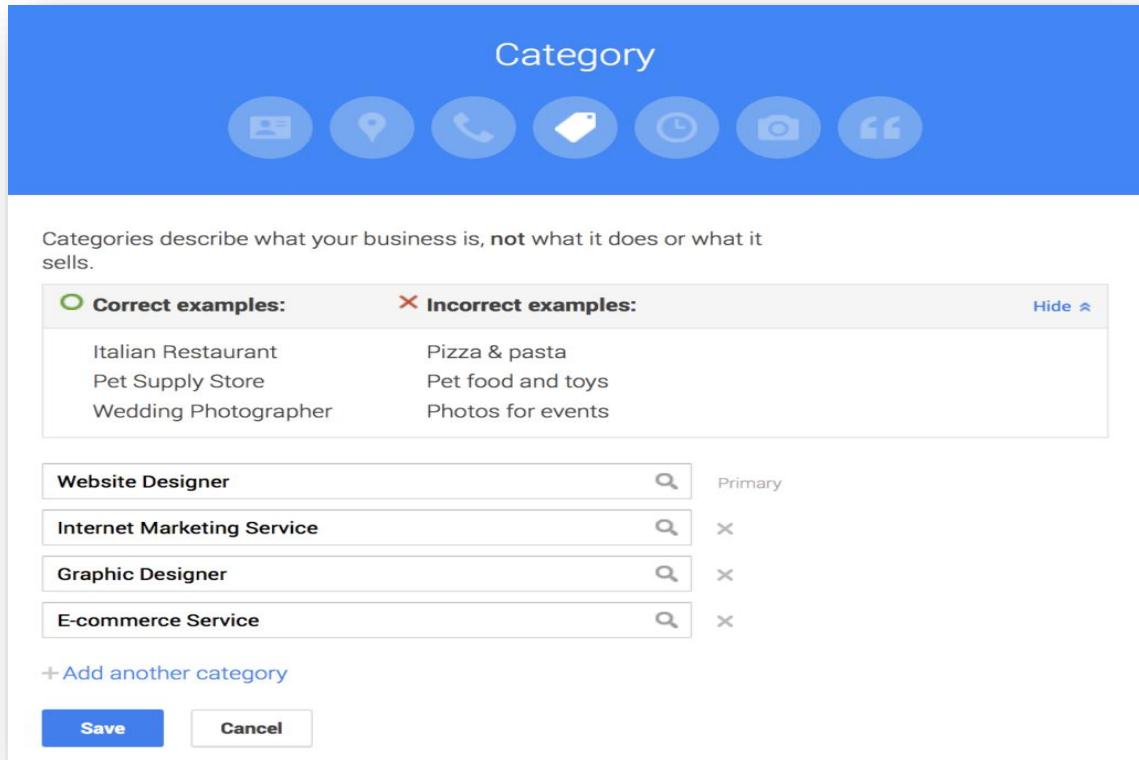 Category
Categories describe what your business is, not what it does or what it
sells.
Correct examples: Incorrect examples: Hide
Italian Restaurant Pizza & pasta
Pet Supply Store Pet food and toys
Wedding Photographer Photos for events
Website Designer Primary
Internet Marketing Service
Graphic Designer
E-commerce Service
+Add another category
Save Cancel